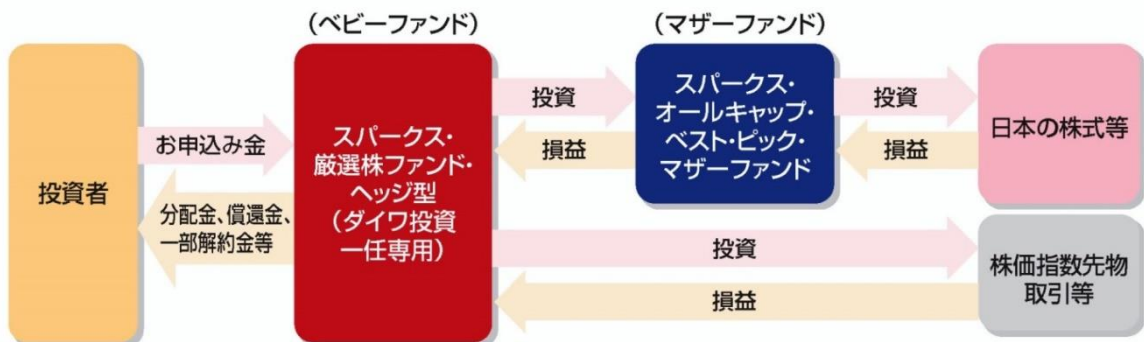 (ベビーファンド)
(マザーファンド)
投資者
お申込み金
分配金、償還金、
一部解約金等
スパークス・
厳選株ファンド・
ヘッジ型
(ダイワ投資
一任専用)
投資
損益
スパークス・
オールキャップ・
ベスト・ピック・
マザーファンド
投資
損益
日本の株式等
投資
損益
株価指数先物
取引等